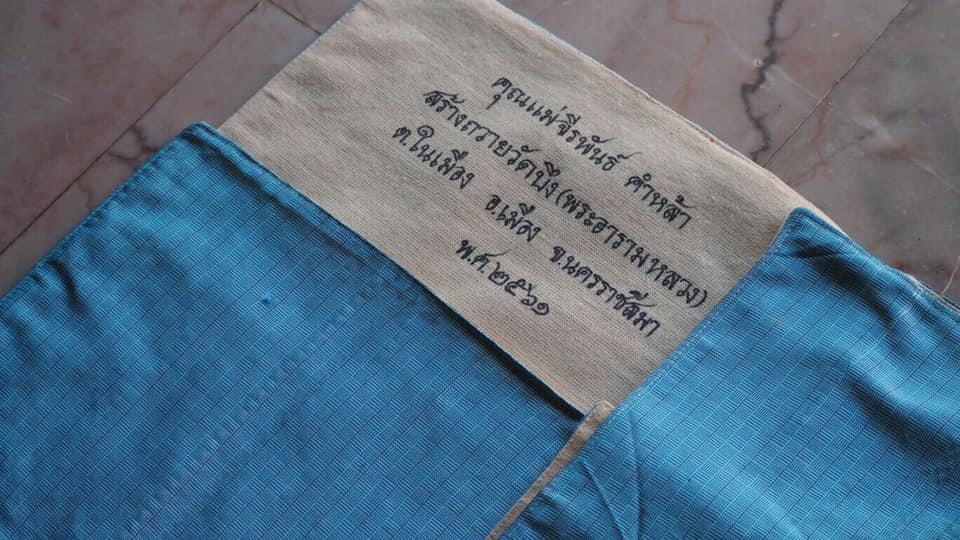 คุณแม่จีรพันธ์ คำหล้า
สร้างถวายวัดบึง(พระอารามหลวง)
ต.ในเมือง อ.เมือง จ.นครราชสีมา
พ.ศ.๒๕๖๑